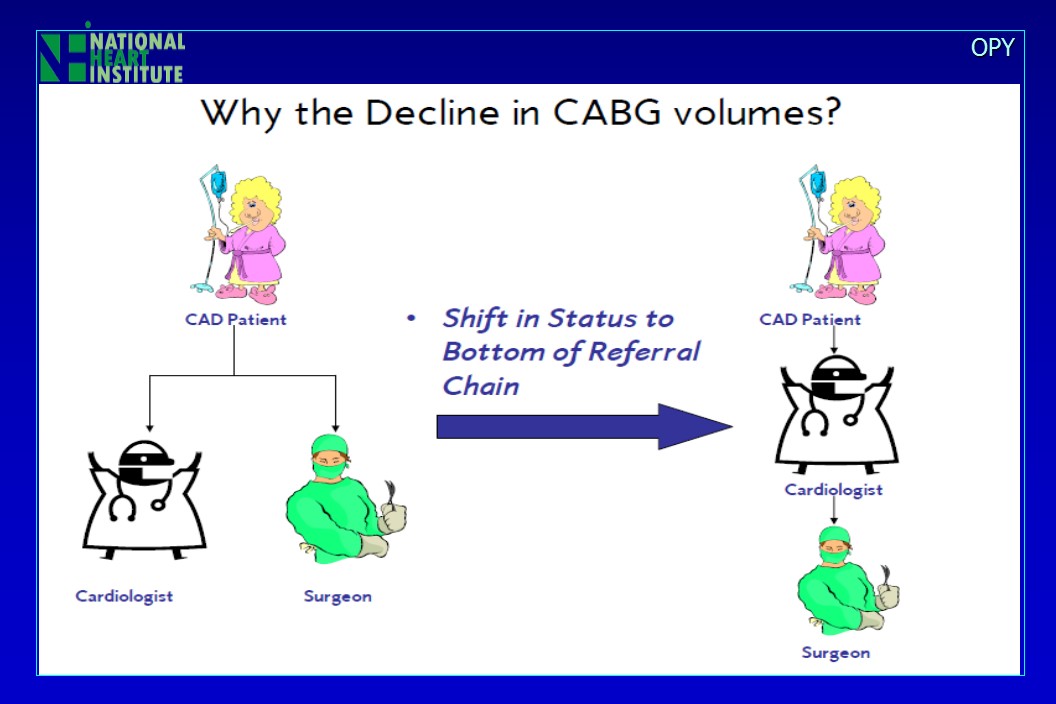 NATIONAL
HEART
INSTITUTE
OPY
Why the Decline in CABG volumes?
CAD Patient
Cardiologist
Surgeon
• Shift in Status to
Bottom of Referral
Chain
CAD Patient
Cardiologist
Surgeon